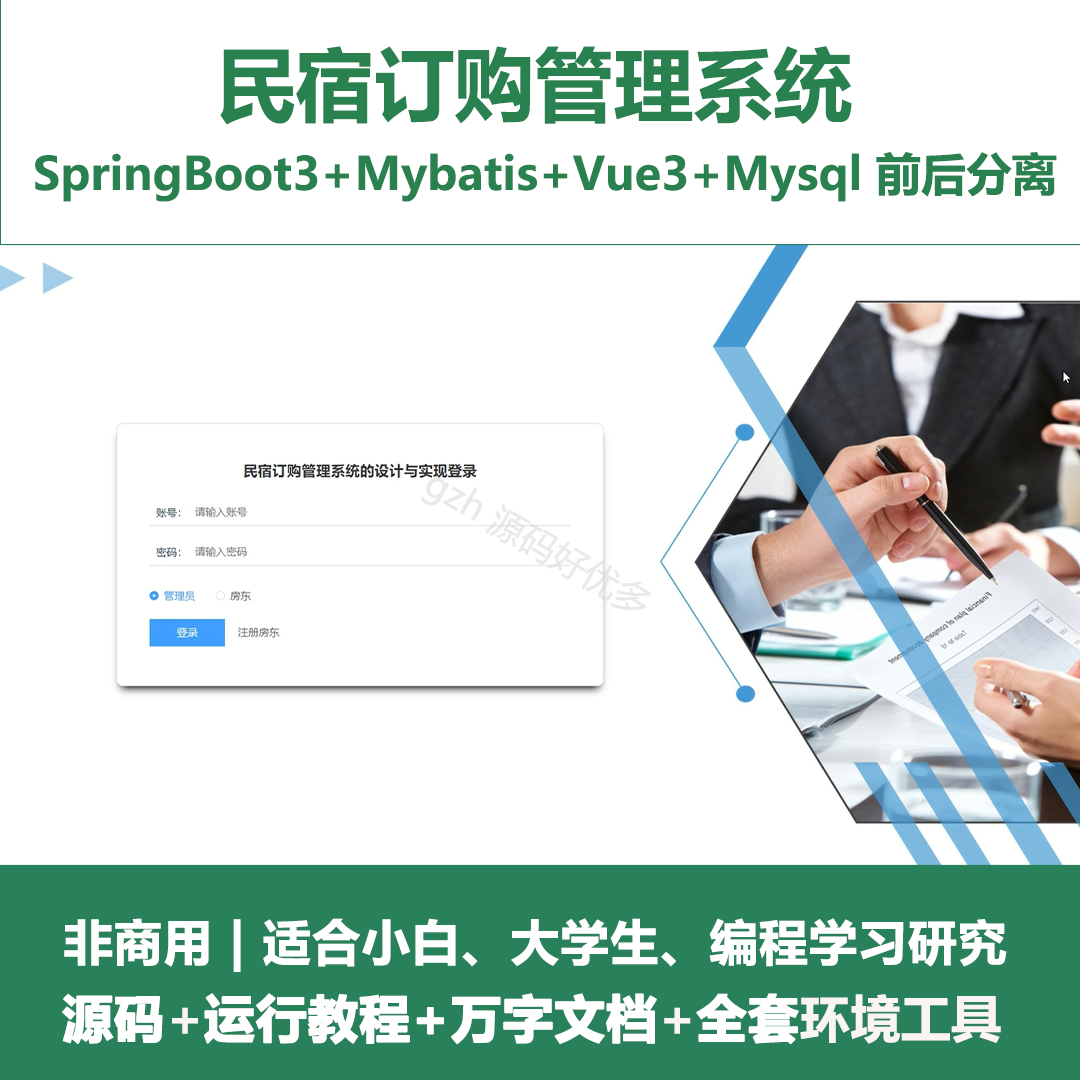 民宿订购管理系统
SpringBoot3+Mybatis+Vue3+Mysql 前后分离
民宿订购管理系统的设计与实现登录
账号： 请输入账号
密码： 请输入密码
管理员 房东
登录 注册房东
gzh 源码好优多
Financial plan of company development
非商用 | 适合小白、大学生、编程学习研究
源码+运行教程+万字文档+全套环境工具